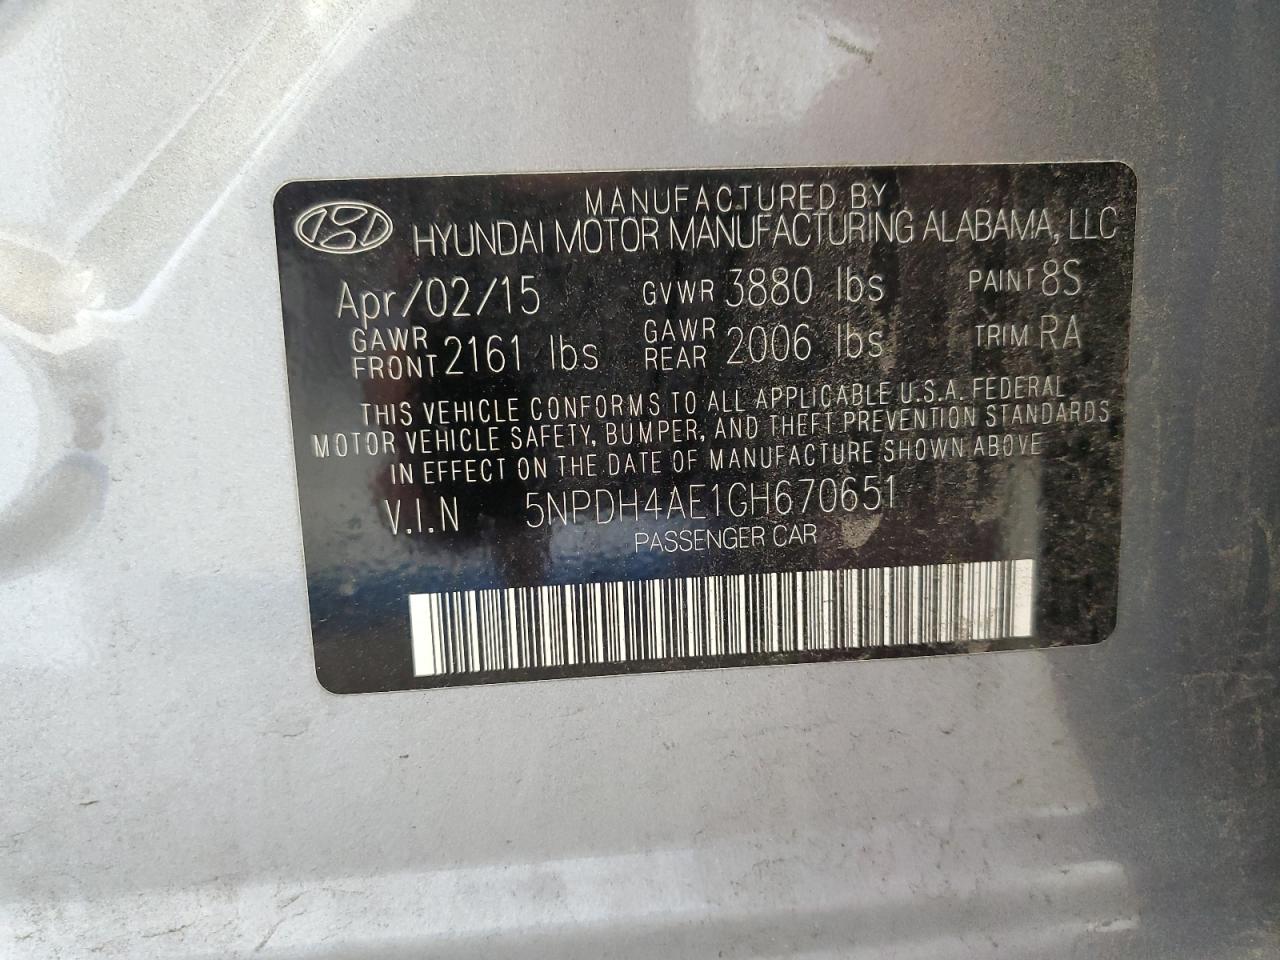 MANUFACTURED BY
HYUNDAI MOTOR MANUFACTURING ALABAMA, LLC
Apr/02/15 GVWR 3880 lbs PAINT 8S
GAWR FRONT 2161 lbs GAWR REAR 2006 lbs TRIM RA
THIS VEHICLE CONFORMS TO ALL APPLICABLE U.S.A. FEDERAL
MOTOR VEHICLE SAFETY, BUMPER, AND THEFT PREVENTION STANDARDS
IN EFFECT ON THE DATE OF MANUFACTURE SHOWN ABOVE
V.I.N 5NPDH4AE1GH670651
PASSENGER CAR